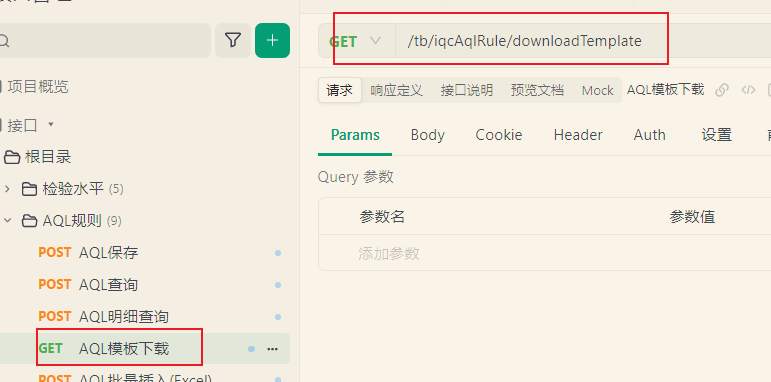 GET
/tb/iqcAqlRule/downloadTemplate
项目概览
请求 响应定义 接口说明 预览文档 Mock AQL模板下载
接口
Params Body Cookie Header Auth 设置
根目录
Query 参数
检验水平 (5)
参数名 参数值
AQL规则 (9)
POST AQL保存
添加参数
POST AQL查询
POST AQL明细查询
GET AQL模板下载
POST AQL批量插入(Excel)